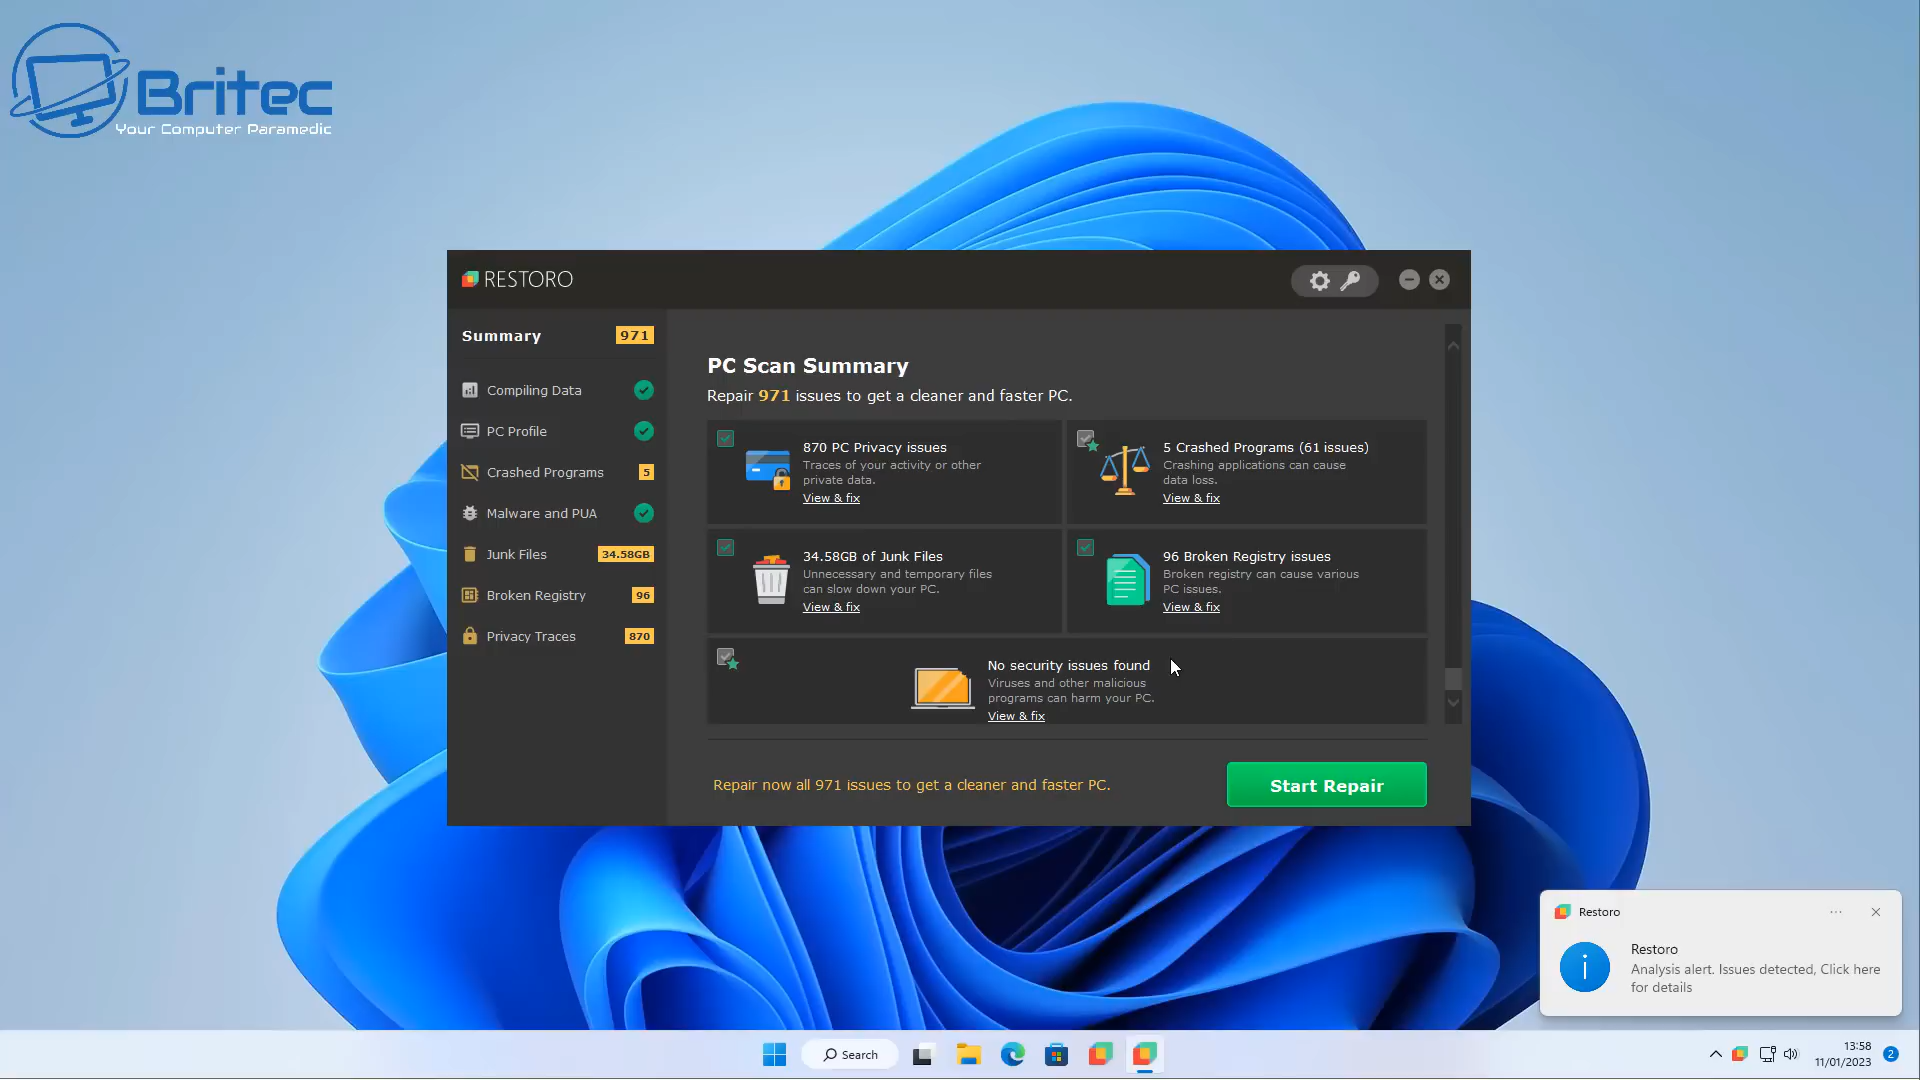 Britec
Your Computer Paramedic
RESTORO
Summary 971
Compiling Data
PC Profile
Crashed Programs 5
Malware and PUA
Junk Files 34.58GB
Broken Registry 96
Privacy Traces 870
PC Scan Summary
Repair 971 issues to get a cleaner and faster PC.
870 PC Privacy issues
Traces of your activity or other
private data.
View & fix
5 Crashed Programs (61 issues)
Crashing applications can cause
data loss.
View & fix
34.58GB of Junk Files
Unnecessary and temporary files
can slow down your PC.
View & fix
96 Broken Registry issues
Broken registry can cause various
PC issues.
View & fix
No security issues found
Viruses and other malicious
programs can harm your PC.
View & fix
Repair now all 971 issues to get a cleaner and faster PC.
Start Repair
Restoro
Restoro
Analysis alert. Issues detected, Click here
for details
Search
13:58
11/01/2023
2